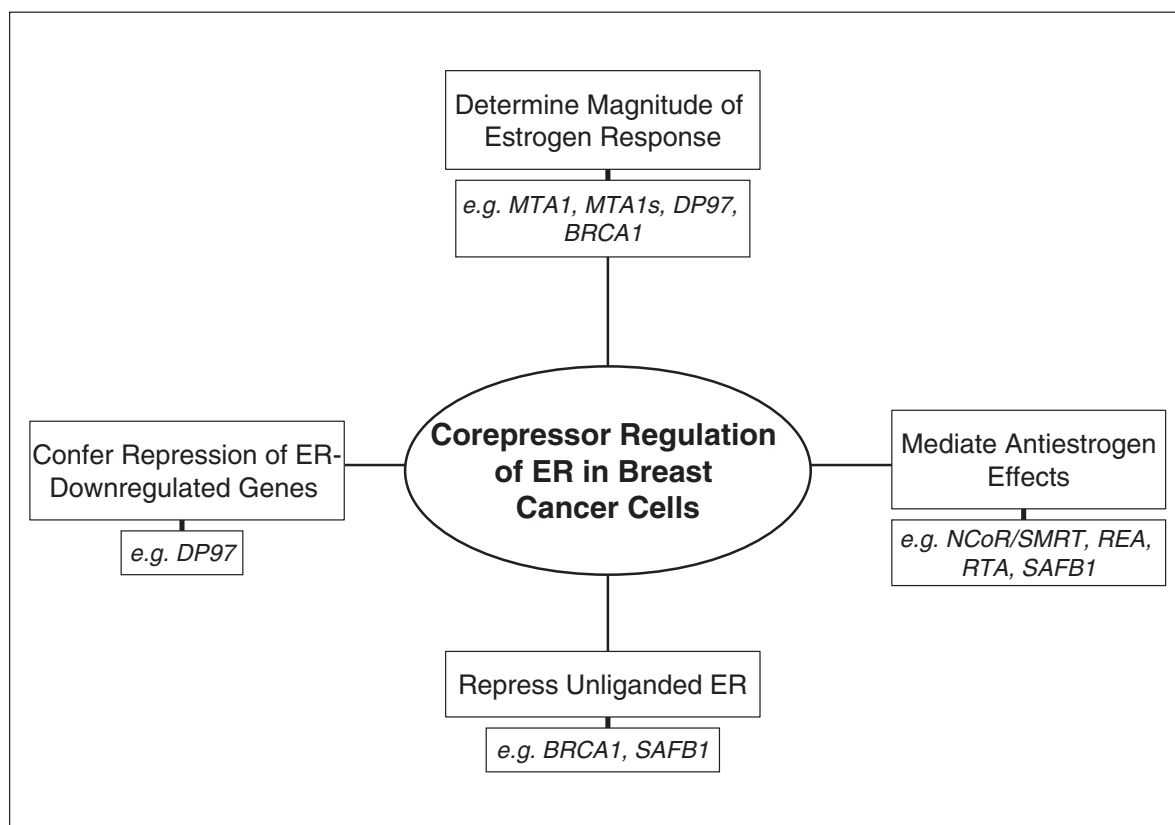 Determine Magnitude of
Estrogen Response
e.g. MTA1, MTA1s, DP97,
BRCA1
Confer Repression of ER-
Downregulated Genes
e.g. DP97
Corepressor Regulation
of ER in Breast
Cancer Cells
Mediate Antiestrogen
Effects
e.g. NCoR/SMRT, REA,
RTA, SAFB1
Repress Unliganded ER
e.g. BRCA1, SAFB1